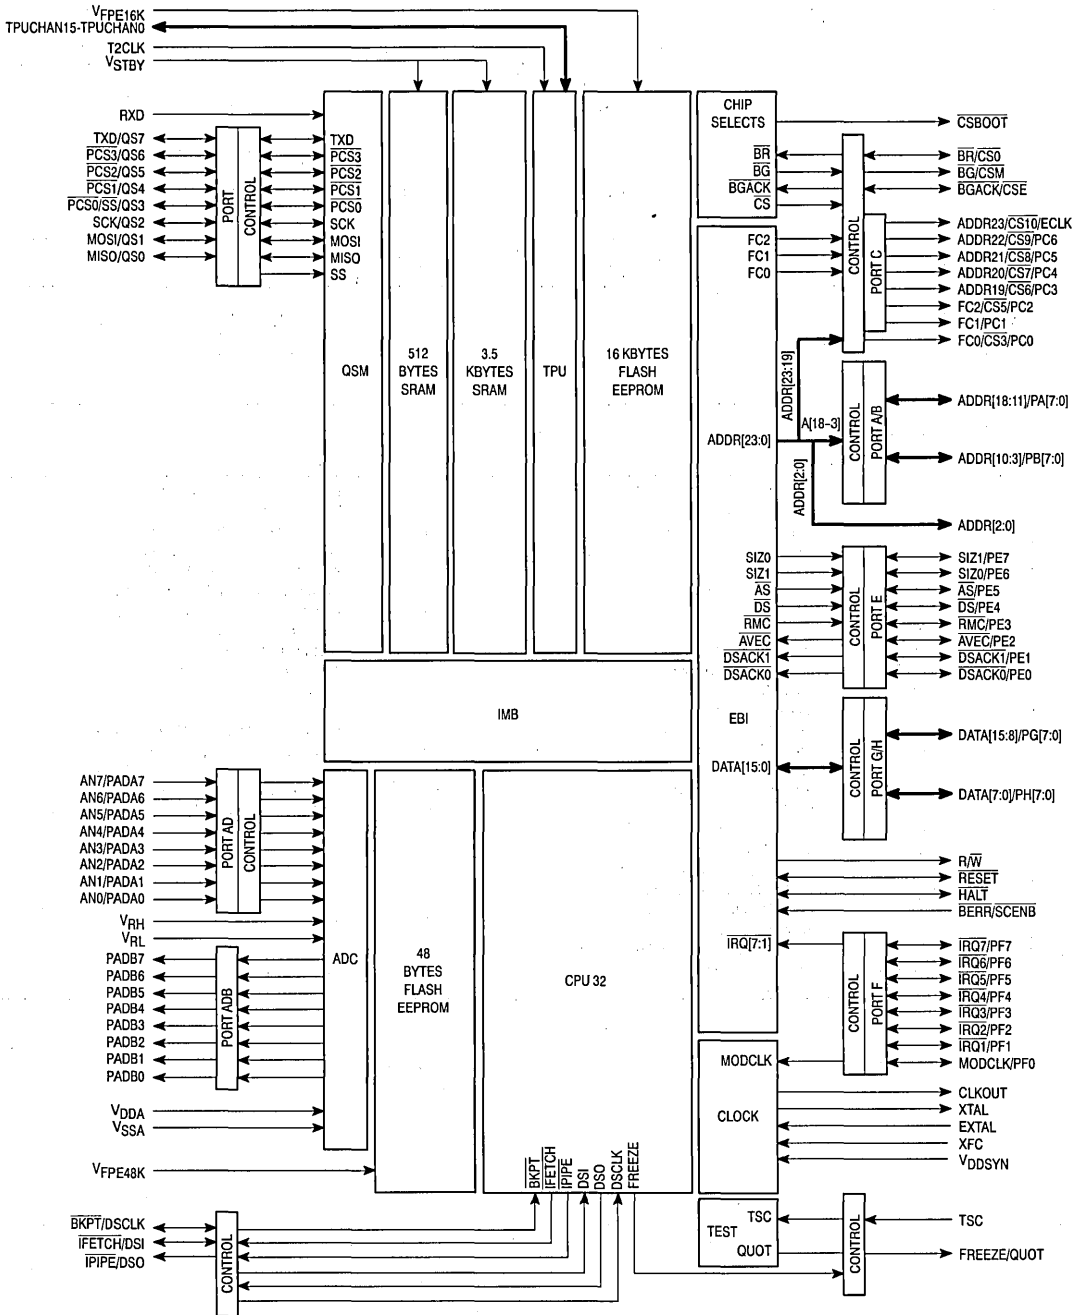 VFPE16K
TPUCHAN15-TPUCHAN0
T2CLK
VSTBY
RXD
TXD/QS7
PCS3/QS6
PCS2/QS5
PCS1/QS4
PCS0/SS/QS3
SCK/QS2
MOSI/QS1
MISO/QS0
PORT
CONTROL
TXD
PCS3
PCS2
PCS1
PCS0
SCK
MOSI
MISO
SS
QSM
512
BYTES
SRAM
3.5
KBYTES
SRAM
TPU
16 KBYTES
FLASH
EEPROM
CHIP
SELECTS
BR
BG
BGACK
CS
FC2
FC1
FC0
CONTROL
PORT C
CSBOOT
BR/CS0
BG/CSM
BGACK/CSE
ADDR23/CS10/ECLK
ADDR22/CS9/PC6
ADDR21/CS8/PC5
ADDR20/CS7/PC4
ADDR19/CS6/PC3
FC2/CS5/PC2
FC1/PC1
FC0/CS3/PC0
ADDR[23:19]
ADDR[23:0]
A[18-3]
ADDR[2:0]
CONTROL
PORT A/B
ADDR[18:11]/PA[7:0]
ADDR[10:3]/PB[7:0]
ADDR[2:0]
SIZ0
SIZ1
AS
DS
RMC
AVEC
DSACK1
DSACK0
CONTROL
PORT E
SIZ1/PE7
SIZ0/PE6
AS/PE5
DS/PE4
RMC/PE3
AVEC/PE2
DSACK1/PE1
DSACK0/PE0
IMB
EBI
DATA[15:0]
CONTROL
PORT G/H
DATA[15:8]/PG[7:0]
DATA[7:0]/PH[7:0]
R/W
RESET
HALT
BERR/SCENB
IRQ[7:1]
CONTROL
PORT F
IRQ7/PF7
IRQ6/PF6
IRQ5/PF5
IRQ4/PF4
IRQ3/PF3
IRQ2/PF2
IRQ1/PF1
MODCLK/PF0
AN7/PADA7
AN6/PADA6
AN5/PADA5
AN4/PADA4
AN3/PADA3
AN2/PADA2
AN1/PADA1
AN0/PADA0
PORT AD
CONTROL
VRH
VRL
PADB7
PADB6
PADB5
PADB4
PADB3
PADB2
PADB1
PADB0
PORT ADB
ADC
VDDA
VSSA
VFPE48K
48
BYTES
FLASH
EEPROM
CPU 32
BKPT
IFETCH
IPIPE
DSI
DSO
DSCLK
FREEZE
MODCLK
CLOCK
CLKOUT
XTAL
EXTAL
XFC
VDDSYN
BKPT/DSCLK
IFETCH/DSI
IPIPE/DSO
CONTROL
TSC
TEST
QUOT
CONTROL
TSC
FREEZE/QUOT